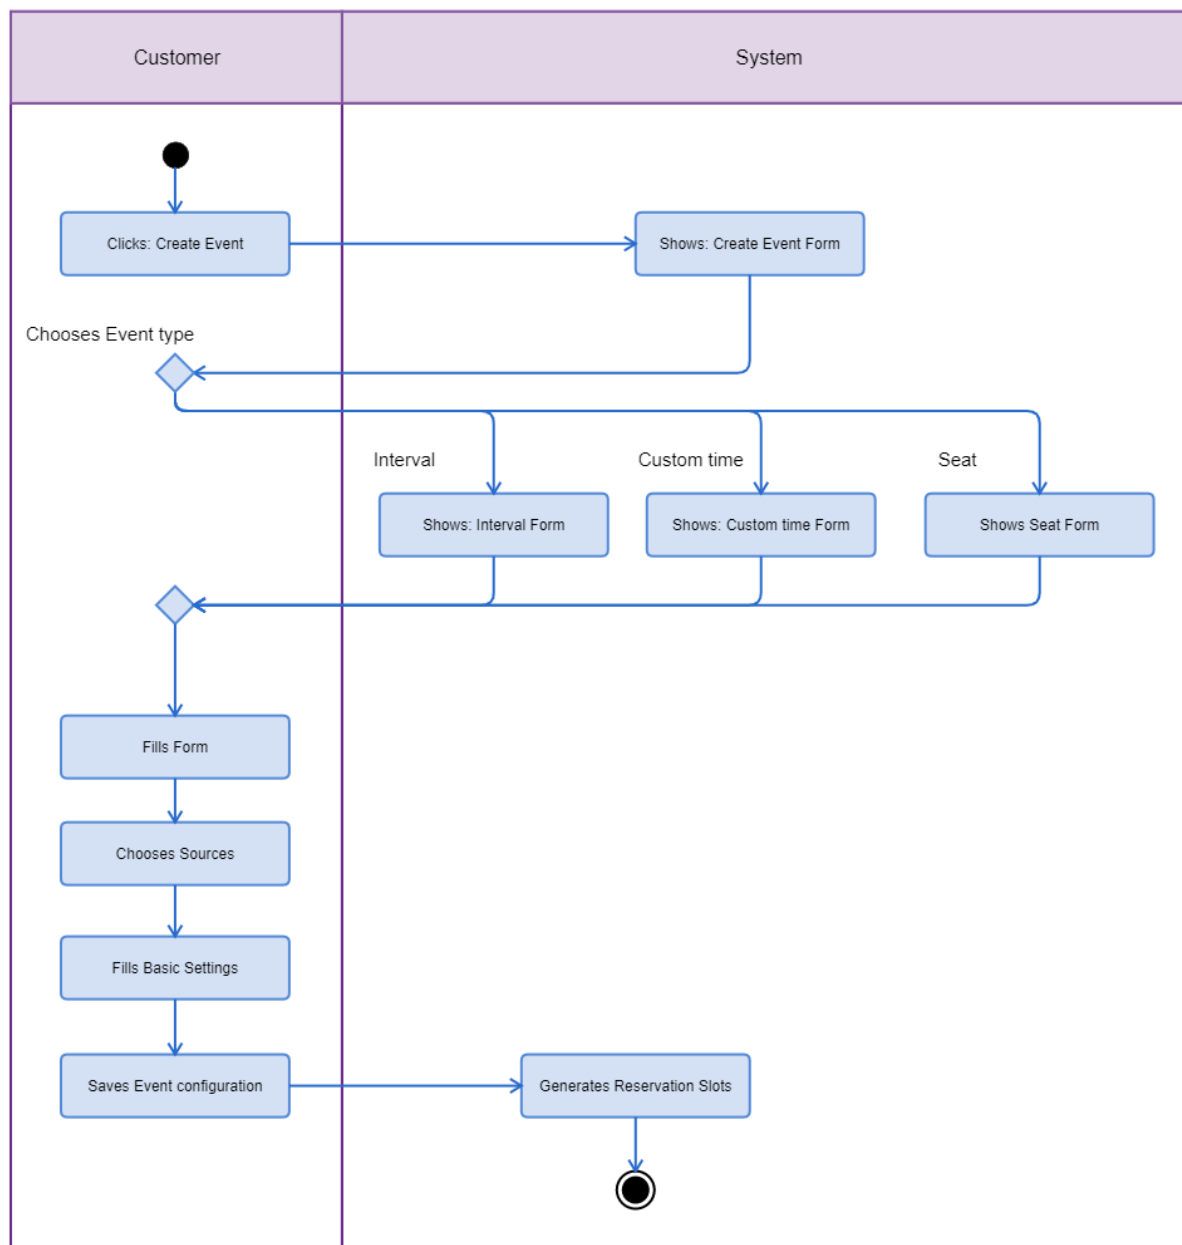 Customer
System
Clicks: Create Event
Shows: Create Event Form
Chooses Event type
Interval
Custom time
Seat
Shows: Interval Form
Shows: Custom time Form
Shows Seat Form
Fills Form
Chooses Sources
Fills Basic Settings
Saves Event configuration
Generates Reservation Slots